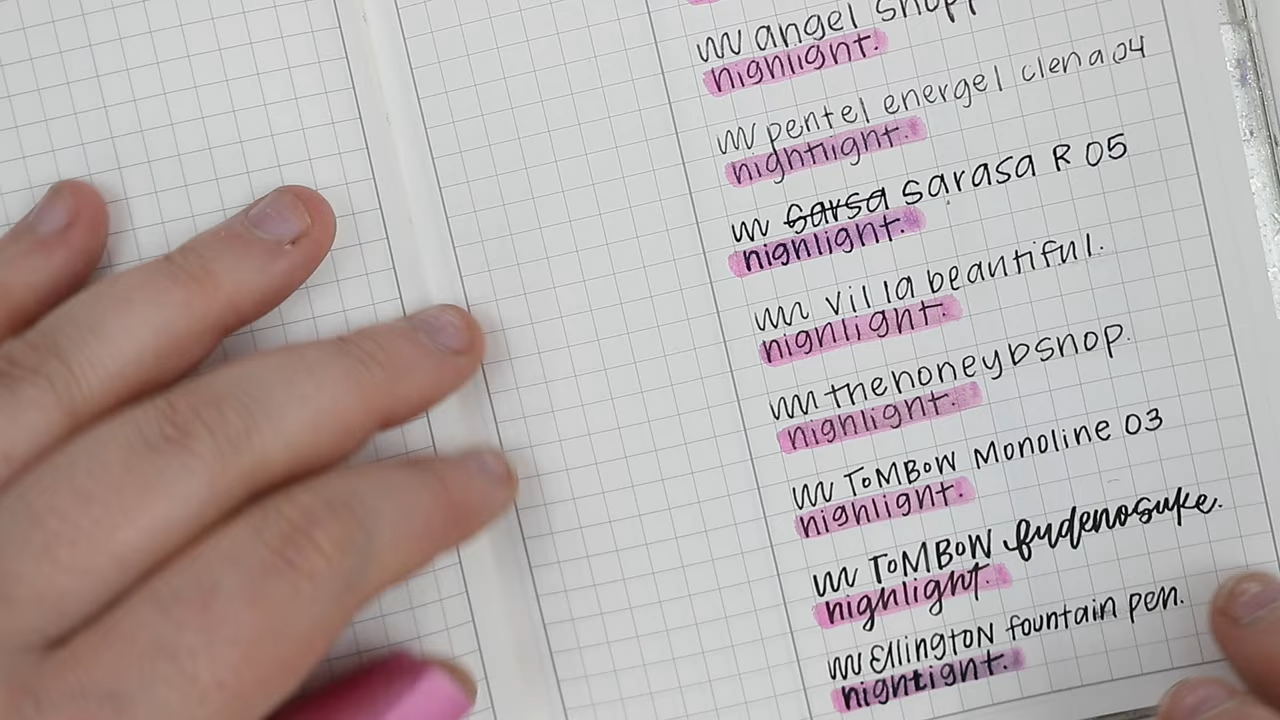 angel shopp
highlight.
pentel energel clena 04
highlight.
sarsa sarasa R 05
highlight.
villa beautiful.
highlight.
thehoneybshop.
highlight.
TOMBOW Monoline 03
highlight.
TOMBOW fudenosuke.
highlight.
Ellington fountain pen.
highlight.